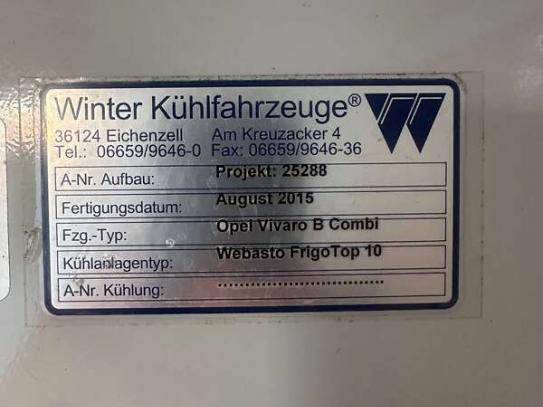 Winter Kühlfahrzeuge®
36124 Eichenzell Am Kreuzacker 4
Tel.: 06659/9646-0 Fax: 06659/9646-36
A-Nr. Aufbau: Projekt: 25288
Fertigungsdatum: August 2015
Fzg.-Typ: Opel Vivaro B Combi
Kühlanlagentyp: Webasto FrigoTop 10
A-Nr. Kühlung: ................................